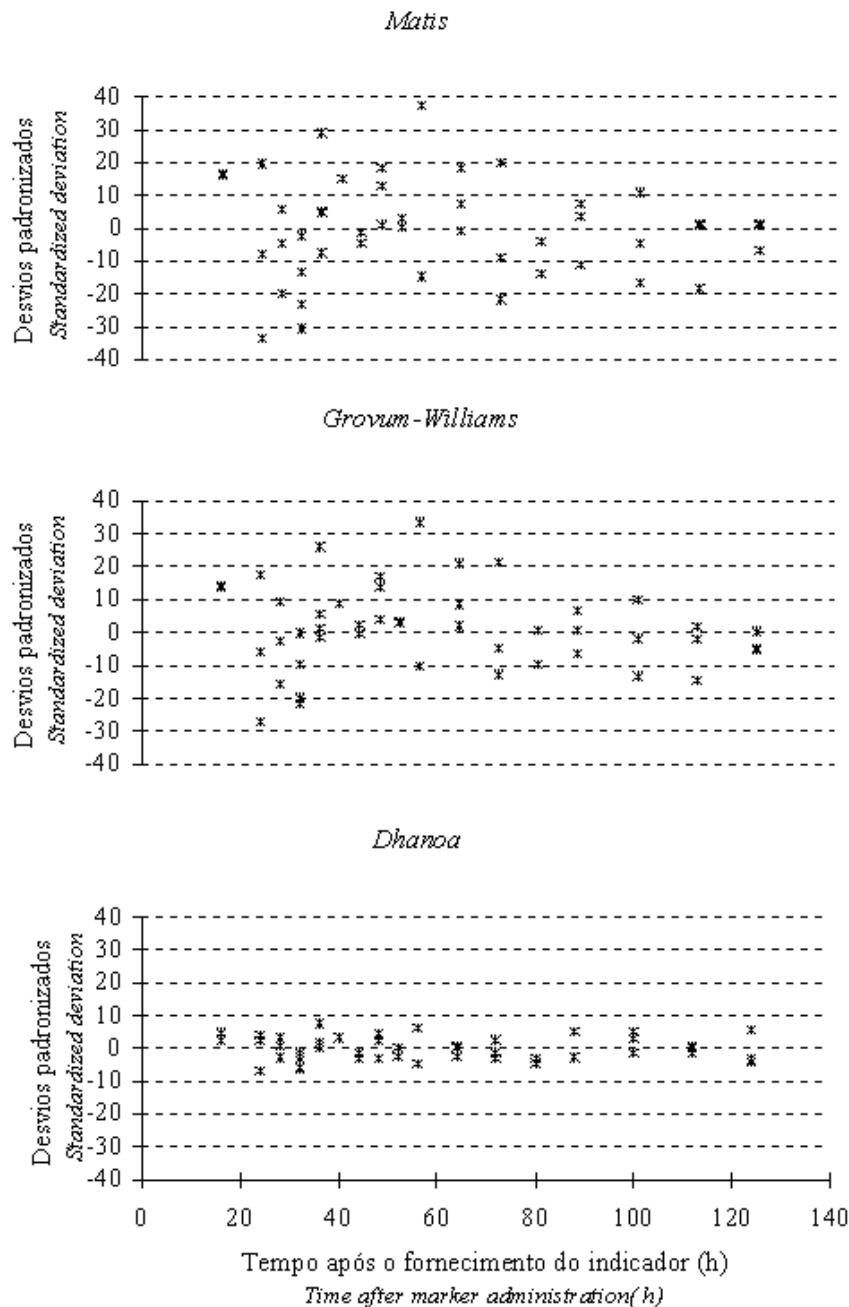 Matis
40
30
20
10
0
-10
-20
-30
-40
Desvios padronizados
Standardized deviation
Grovum-Williams
40
30
20
10
0
-10
-20
-30
-40
Desvios padronizados
Standardized deviation
Dhanoa
40
30
20
10
0
-10
-20
-30
-40
Desvios padronizados
Standardized deviation
0 20 40 60 80 100 120 140
Tempo após o fornecimento do indicador (h)
Time after marker administration( h)